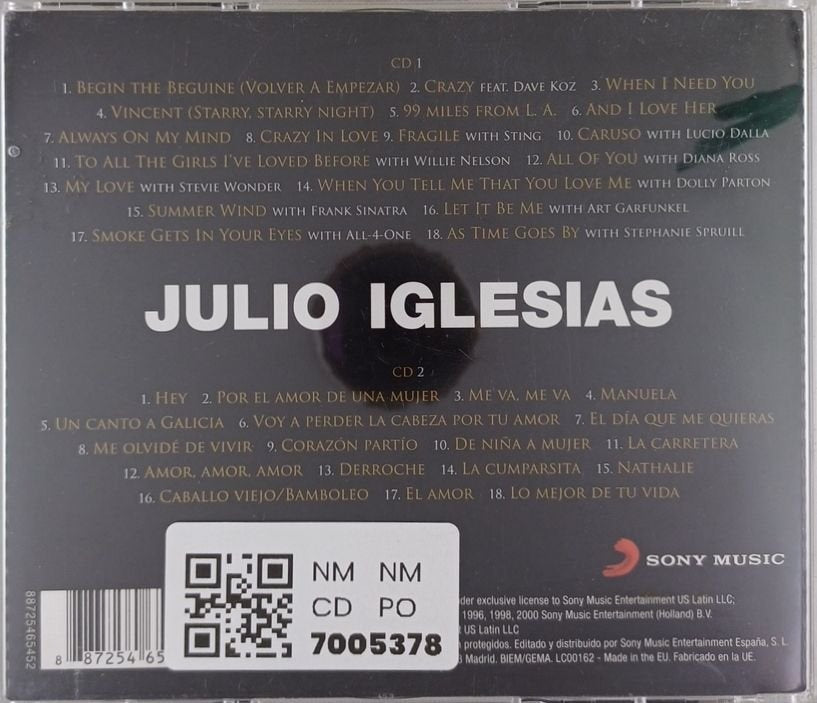 CD 1
1. BEGIN THE BEGUINE (VOLVER A EMPEZAR) 2. CRAZY FEAT. DAVE KOZ 3. WHEN I NEED YOU
4. VINCENT (STARRY, STARRY NIGHT) 5. 99 MILES FROM L. A. 6. AND I LOVE HER
7. ALWAYS ON MY MIND 8. CRAZY IN LOVE 9. FRAGILE WITH STING 10. CARUSO WITH LUCIO DALLA
11. TO ALL THE GIRLS I'VE LOVED BEFORE WITH WILLIE NELSON 12. ALL OF YOU WITH DIANA ROSS
13. MY LOVE WITH STEVIE WONDER 14. WHEN YOU TELL ME THAT YOU LOVE ME WITH DOLLY PARTON
15. SUMMER WIND WITH FRANK SINATRA 16. LET IT BE ME WITH ART GARFUNKEL
17. SMOKE GETS IN YOUR EYES WITH ALL-4-ONE 18. AS TIME GOES BY WITH STEPHANIE SPRUILL
JULIO IGLESIAS
CD 2
1. HEY 2. POR EL AMOR DE UNA MUJER 3. ME VA, ME VA 4. MANUELA
5. UN CANTO A GALICIA 6. VOY A PERDER LA CABEZA POR TU AMOR 7. EL DÍA QUE ME QUIERAS
8. ME OLVIDÉ DE VIVIR 9. CORAZÓN PARTÍO 10. DE NIÑA A MUJER 11. LA CARRETERA
12. AMOR, AMOR, AMOR 13. DERROCHE 14. LA CUMPARSITA 15. NATHALIE
16. CABALLO VIEJO/BAMBOLEO 17. EL AMOR 18. LO MEJOR DE TU VIDA
SONY MUSIC
NM NM
CD PO
7005378
88725465452
8 87254 65
der exclusive license to Sony Music Entertainment US Latin LLC;
1996, 1998, 2000 Sony Music Entertainment (Holland) B.V.
t US Latin LLC
protegidos. Editado y distribuido por Sony Music Entertainment España, S. L.
Madrid. BIEM/GEMA. LC00162 - Made in the EU. Fabricado en la UE.